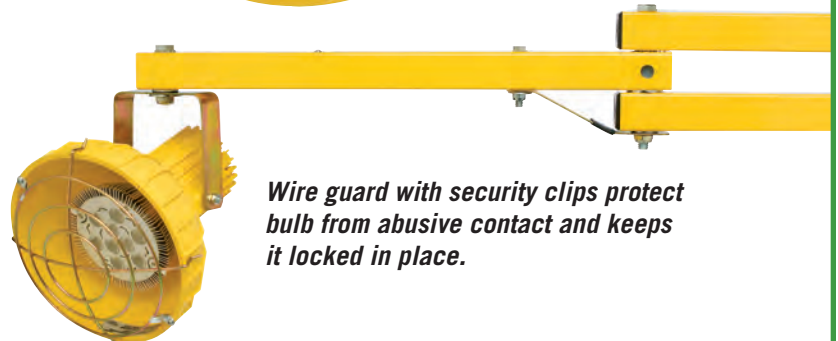 Wire guard with security clips protect
bulb from abusive contact and keeps
it locked in place.